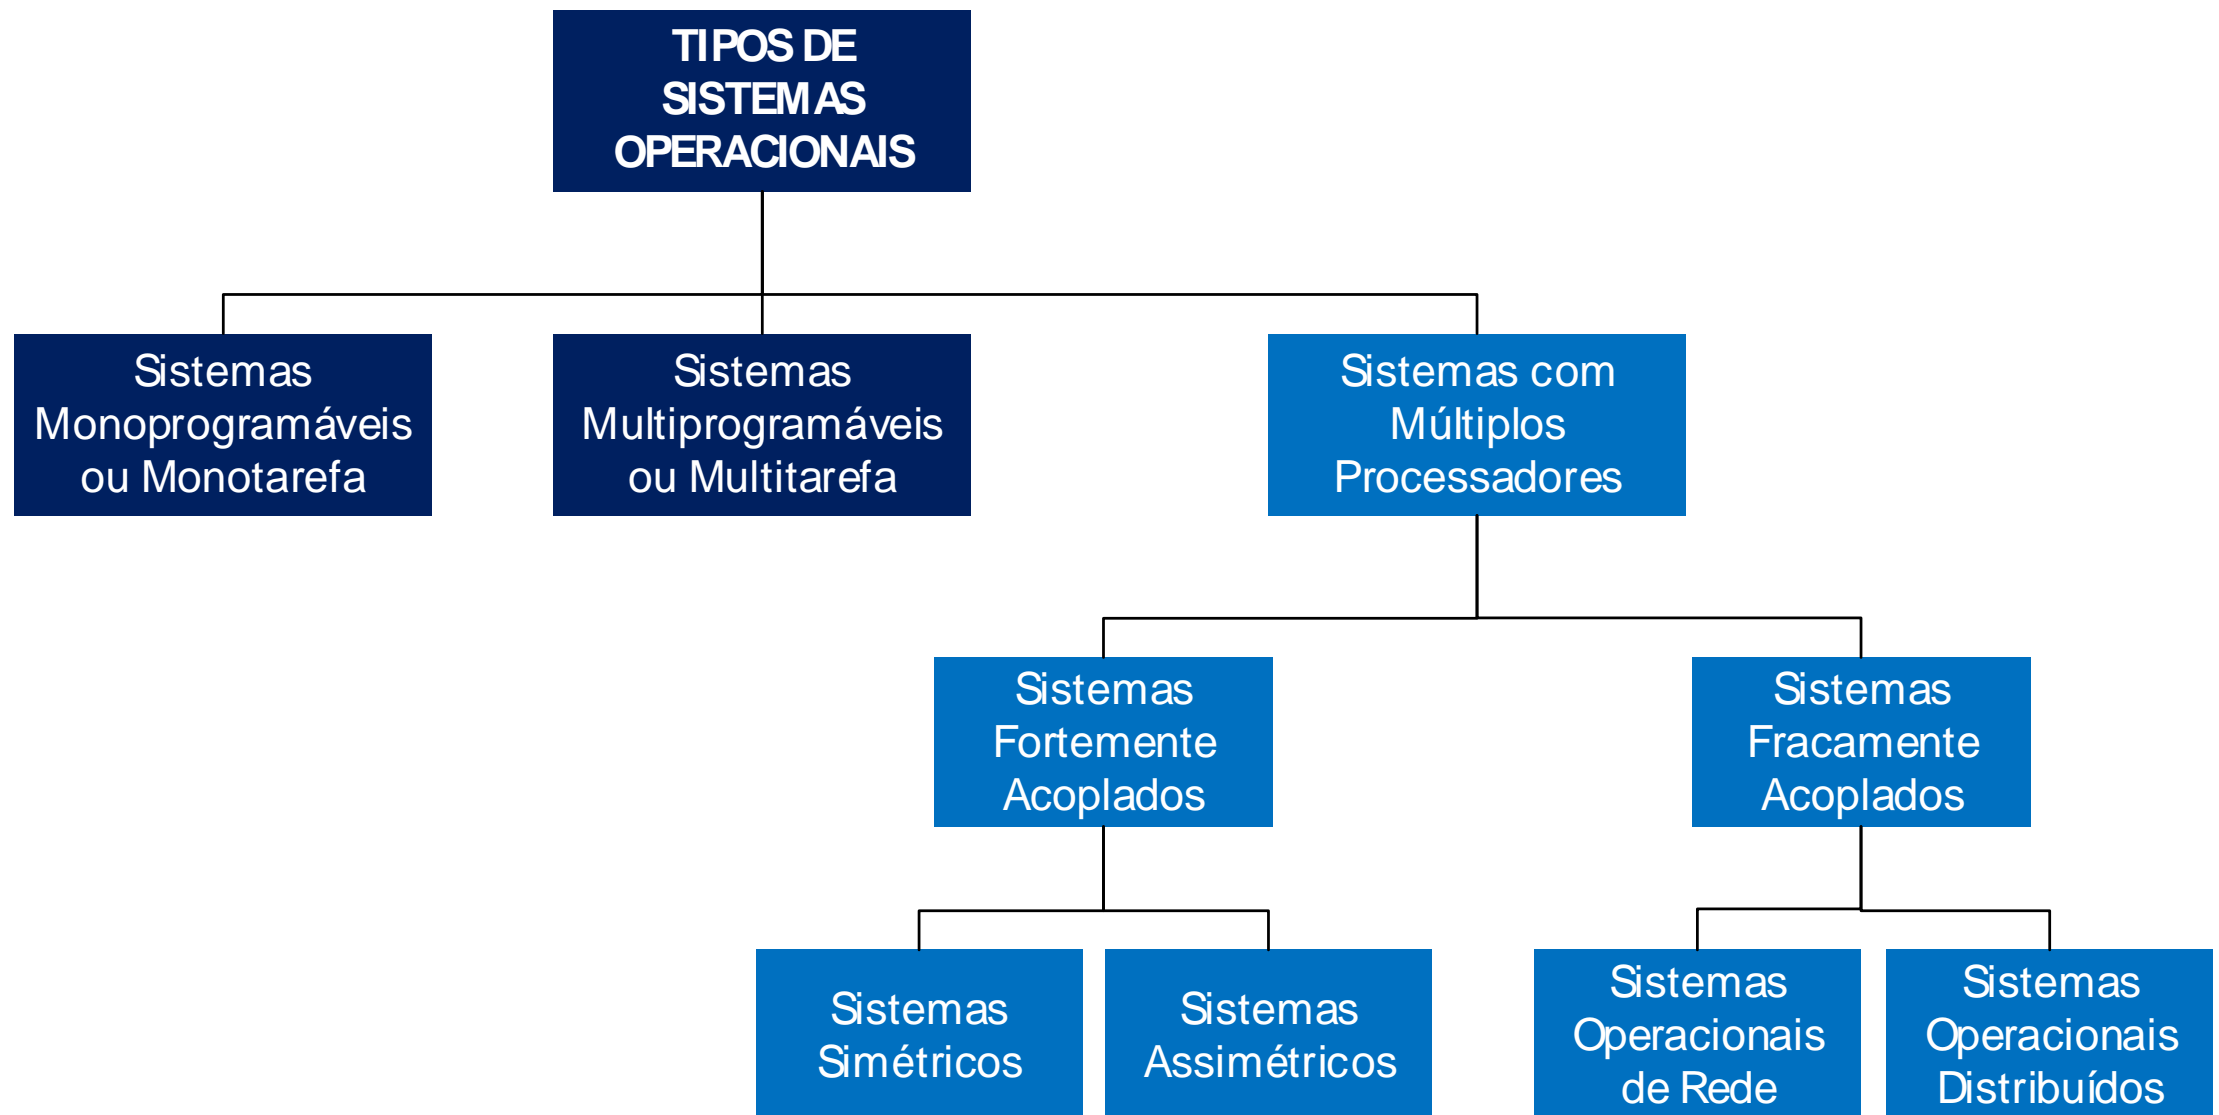 TIPOS DE
SISTEMAS
OPERACIONAIS
Sistemas
Monoprogramáveis
ou Monotarefa
Sistemas
Multiprogramáveis
ou Multitarefa
Sistemas com
Múltiplos
Processadores
Sistemas
Fortemente
Acoplados
Sistemas
Fracamente
Acoplados
Sistemas
Simétricos
Sistemas
Assimétricos
Sistemas
Operacionais
de Rede
Sistemas
Operacionais
Distribuídos